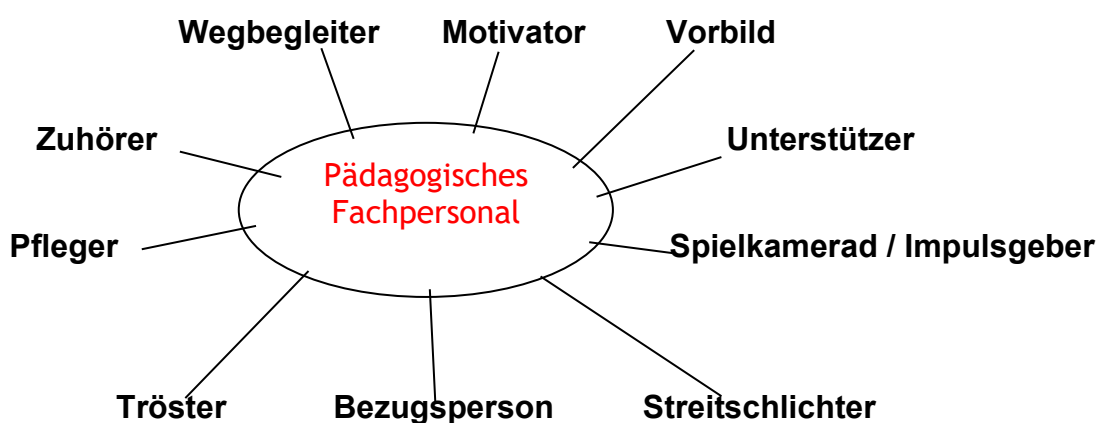 Wegbegleiter Motivator Vorbild
Zuhörer Unterstützer
Pädagogisches
Fachpersonal
Pfleger Spielkamerad / Impulsgeber
Tröster Bezugsperson Streitschlichter